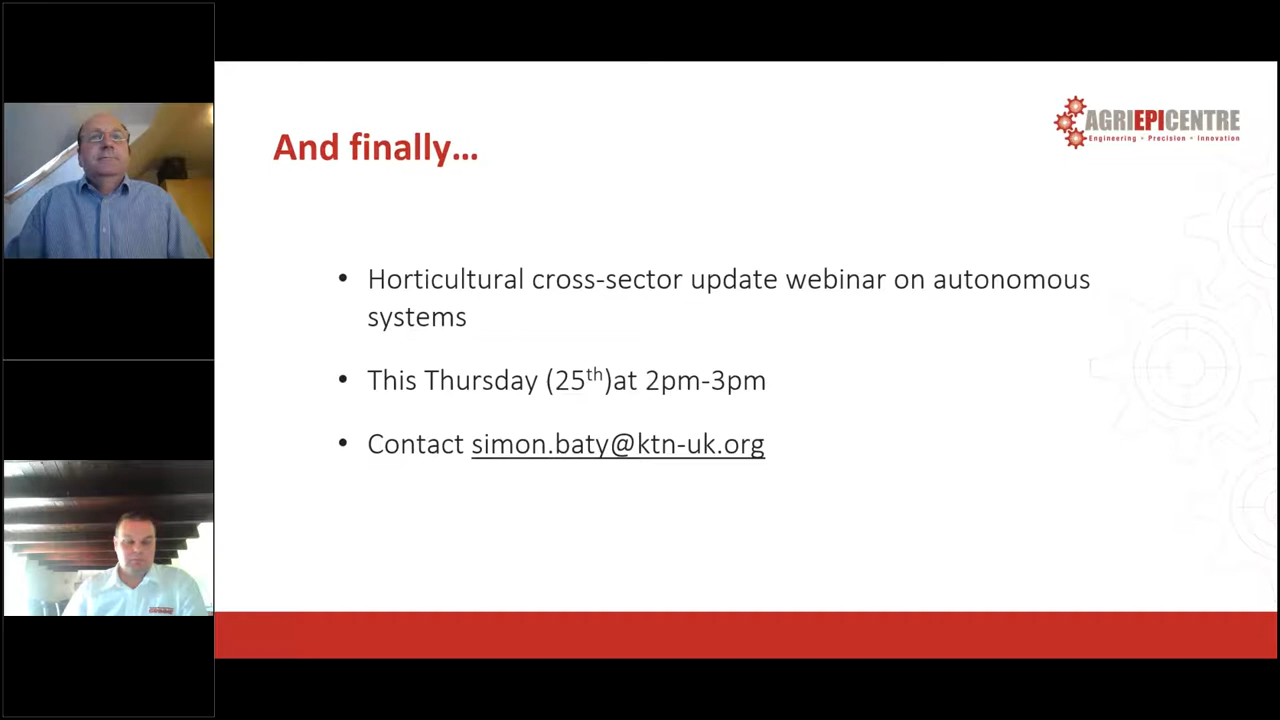 AGRIEPICENTRE
Engineering • Precision • Innovation
And finally...
• Horticultural cross-sector update webinar on autonomous
systems
• This Thursday (25th)at 2pm-3pm
• Contact simon.baty@ktn-uk.org